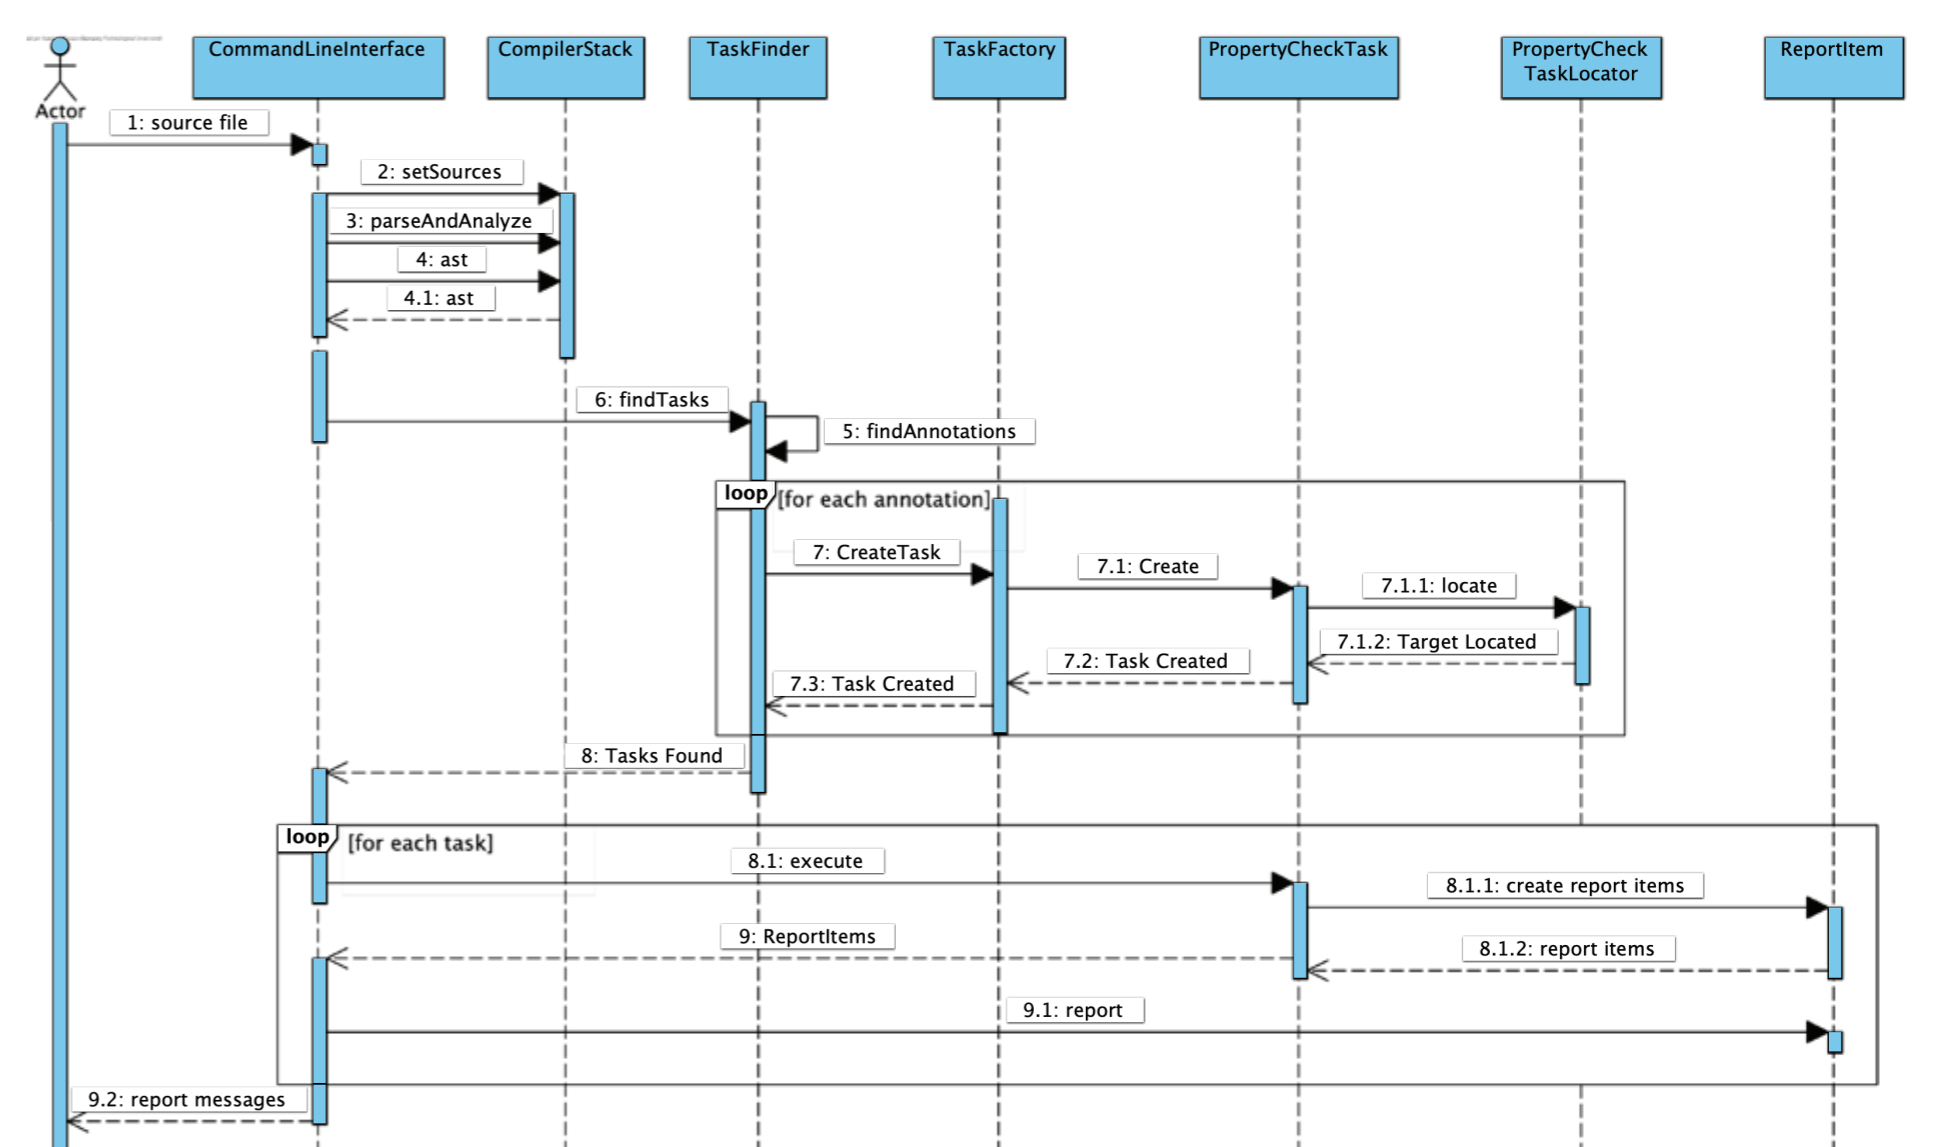 CommandLineInterface
CompilerStack
TaskFinder
TaskFactory
PropertyCheckTask
PropertyCheck
TaskLocator
ReportItem
Actor
1: source file
2: setSources
3: parseAndAnalyze
4: ast
4.1: ast
6: findTasks
5: findAnnotations
loop
[for each annotation]
7: CreateTask
7.1: Create
7.1.1: locate
7.1.2: Target Located
7.2: Task Created
7.3: Task Created
8: Tasks Found
loop
[for each task]
8.1: execute
8.1.1: create report items
9: ReportItems
8.1.2: report items
9.1: report
9.2: report messages